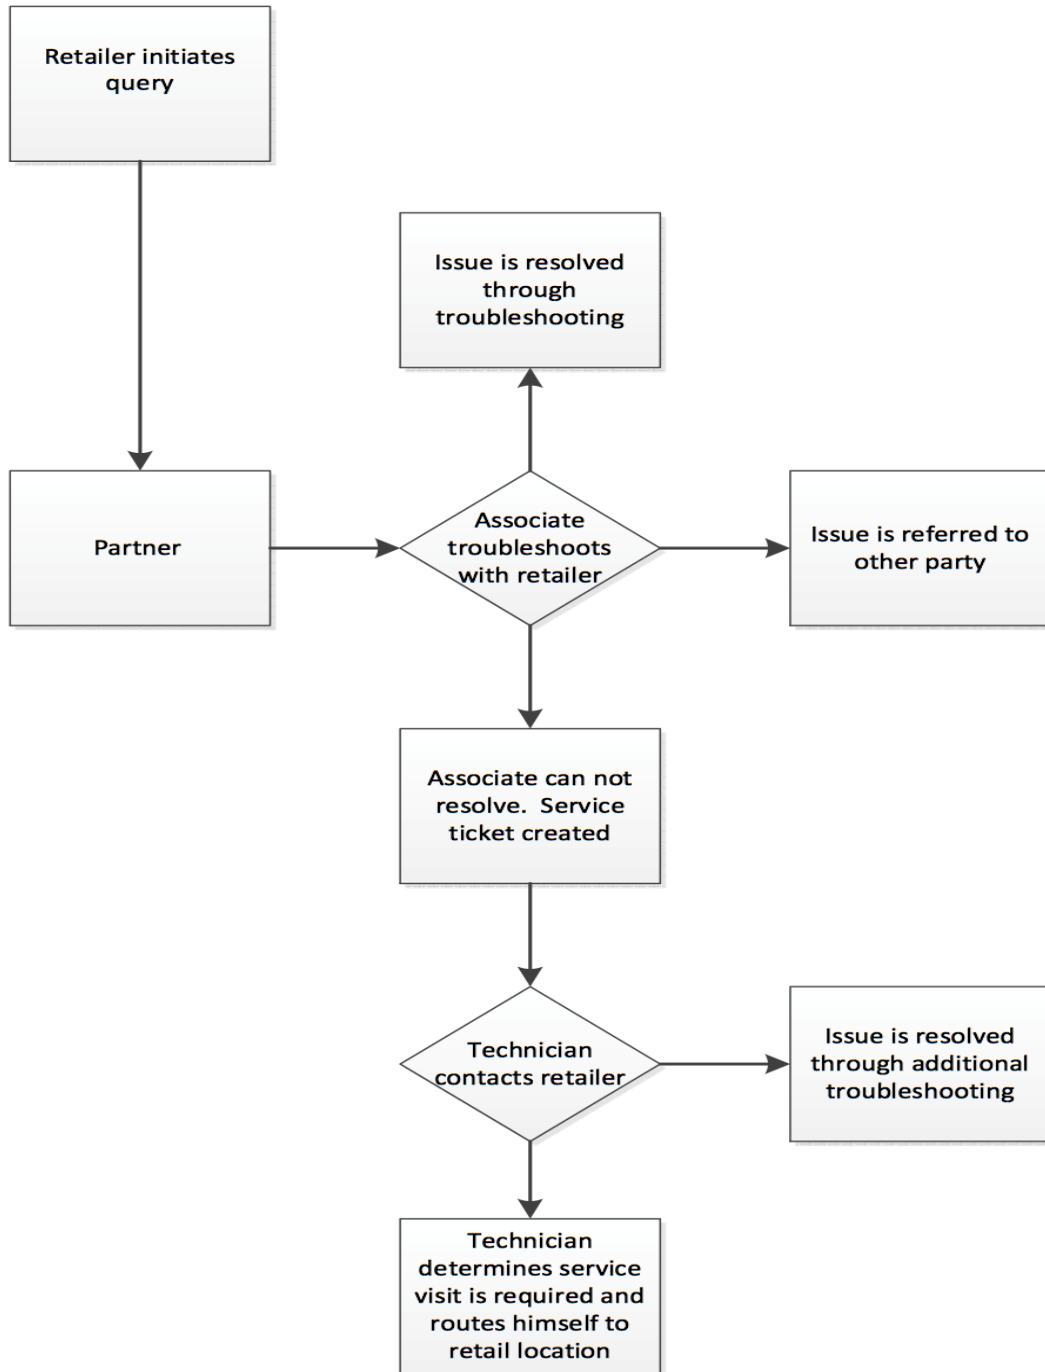 Retailer initiates
query
Issue is resolved
through
troubleshooting
Partner
Associate
troubleshoots
with retailer
Issue is referred to
other party
Associate can not
resolve.  Service
ticket created
Technician
contacts retailer
Issue is resolved
through additional
troubleshooting
Technician
determines service
visit is required and
routes himself to
retail location